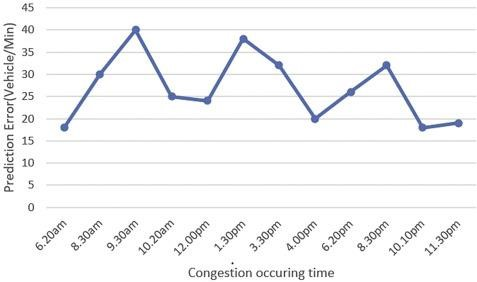 45
40
35
30
25
20
15
10
5
0
Prediction Error(Vehicle/Min)
6.20am
8.30am
9.30am
10.20am
12.00pm
1.30pm
3.30pm
4.00pm
6.20pm
8.30pm
10.10pm
11.30pm
Congestion occuring time